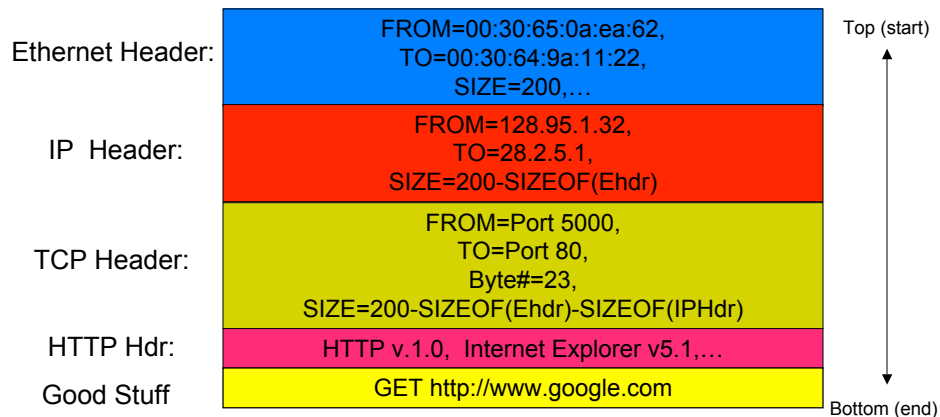 Top (start)
Ethernet Header:
FROM=00:30:65:0a:ea:62,
TO=00:30:64:9a:11:22,
SIZE=200,…
IP  Header:
FROM=128.95.1.32,
TO=28.2.5.1,
SIZE=200-SIZEOF(Ehdr)
TCP Header:
FROM=Port 5000,
TO=Port 80,
Byte#=23,
SIZE=200-SIZEOF(Ehdr)-SIZEOF(IPHdr)
HTTP Hdr:
HTTP v.1.0,  Internet Explorer v5.1,…
Good Stuff
GET http://www.google.com
Bottom (end)